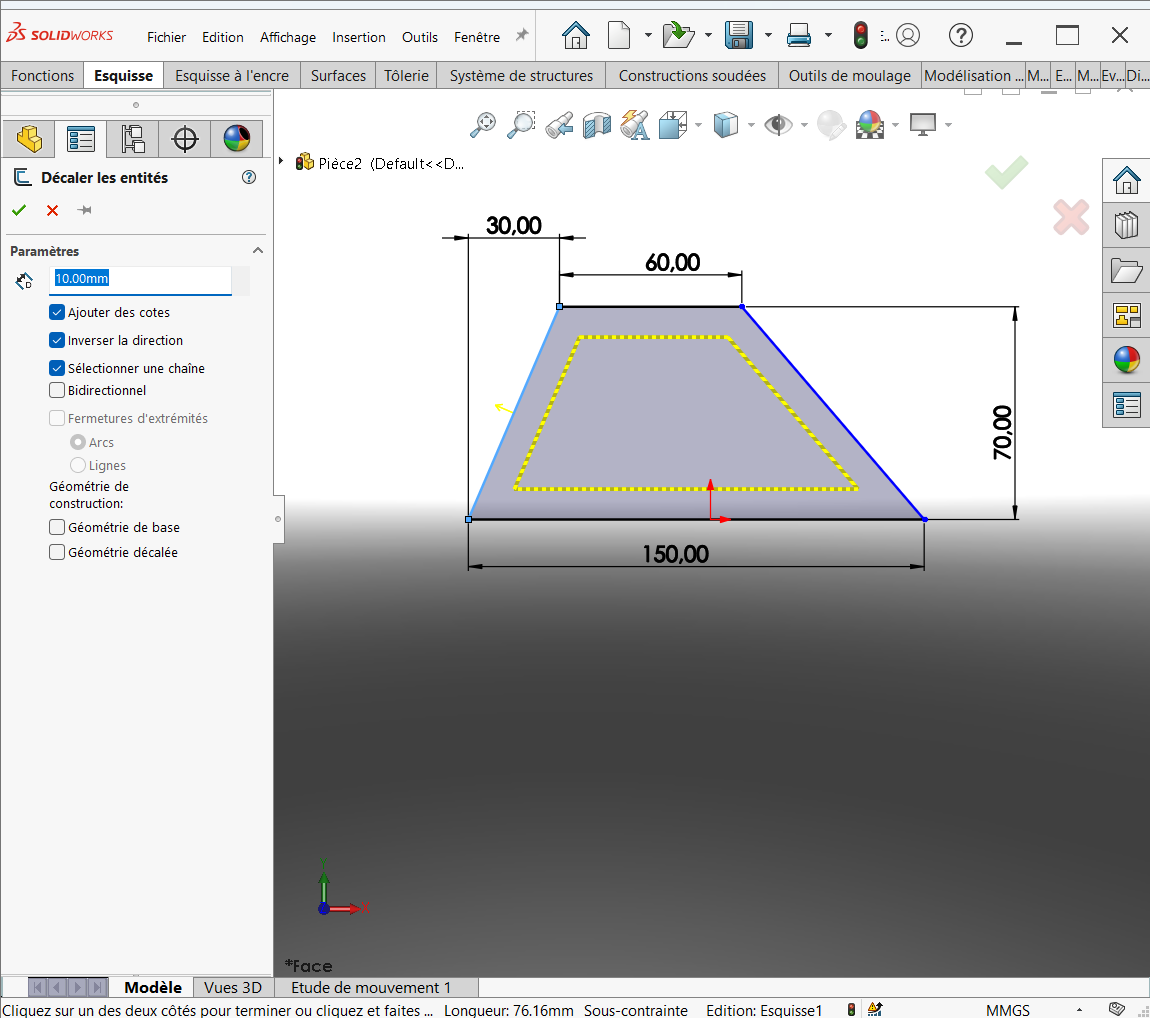 SOLIDWORKS Fichier Edition Affichage Insertion Outils Fenêtre
Fonctions Esquisse Esquisse à l'encre Surfaces Tôlerie Système de structures Constructions soudées Outils de moulage Modélisation ... M... E... M... Ev... Di...
Pièce2 (Default<<D...
Décaler les entités
Paramètres
10.00mm
Ajouter des cotes
Inverser la direction
Sélectionner une chaîne
Bidirectionnel
Fermetures d'extrémités
Arcs
Lignes
Géométrie de
construction:
Géométrie de base
Géométrie décalée
30,00
60,00
70,00
150,00
Y
X
*Face
Modèle Vues 3D Etude de mouvement 1
Cliquez sur un des deux côtés pour terminer ou cliquez et faites ... Longueur: 76.16mm Sous-contrainte Edition: Esquisse1 MMGS